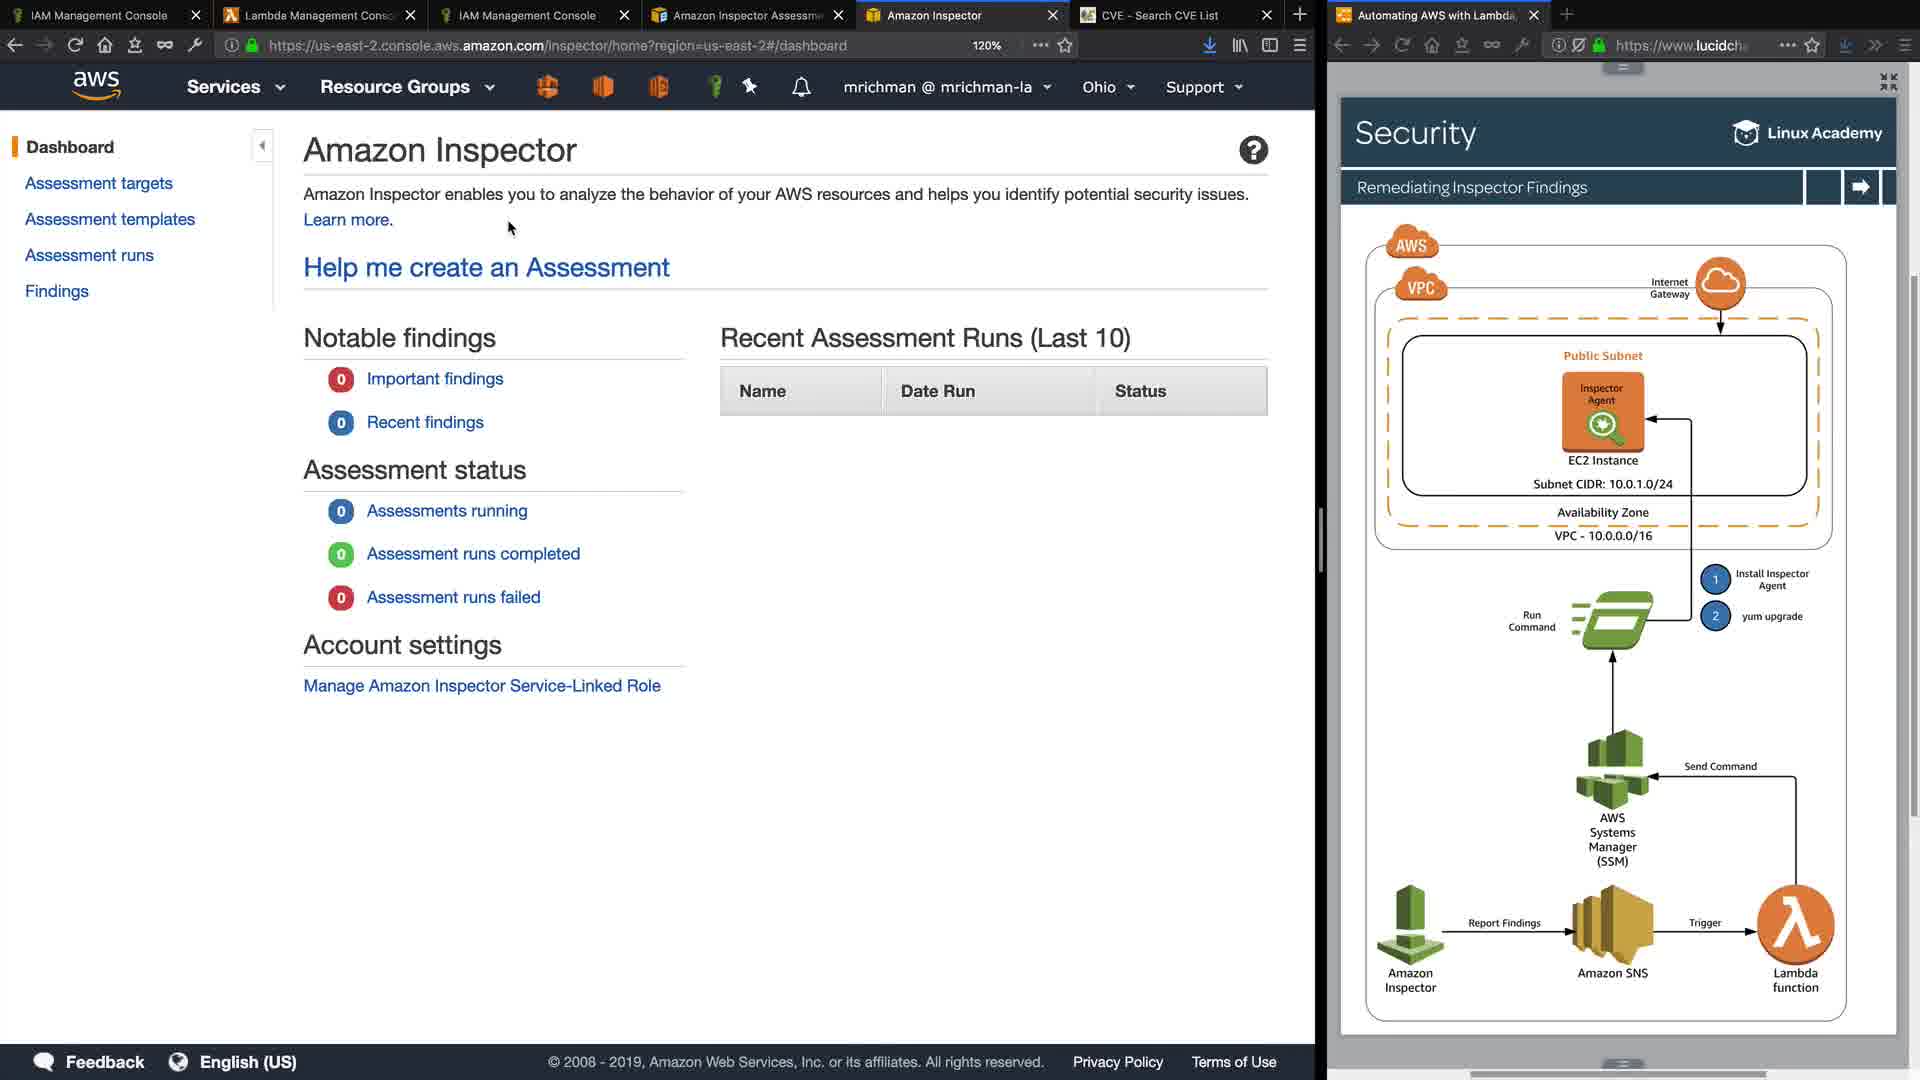 IAM Management Console
Lambda Management Conso
IAM Management Console
Amazon Inspector Assessme
Amazon Inspector
CVE - Search CVE List
https://us-east-2.console.aws.amazon.com/inspector/home?region=us-east-2#/dashboard
120%
aws
Services
Resource Groups
mrichman @ mrichman-la
Ohio
Support
Dashboard
Assessment targets
Assessment templates
Assessment runs
Findings
Amazon Inspector
?
Amazon Inspector enables you to analyze the behavior of your AWS resources and helps you identify potential security issues.
Learn more.
Help me create an Assessment
Notable findings
0 Important findings
0 Recent findings
Assessment status
0 Assessments running
0 Assessment runs completed
0 Assessment runs failed
Account settings
Manage Amazon Inspector Service-Linked Role
Recent Assessment Runs (Last 10)
Name
Date Run
Status
Feedback
English (US)
© 2008 - 2019, Amazon Web Services, Inc. or its affiliates. All rights reserved.
Privacy Policy
Terms of Use
Automating AWS with Lambda,
https://www.lucidch
Security
Linux Academy
Remediating Inspector Findings
AWS
VPC
Internet
Gateway
Public Subnet
Inspector
Agent
EC2 Instance
Subnet CIDR: 10.0.1.0/24
Availability Zone
VPC - 10.0.0.0/16
1 Install Inspector
Agent
2 yum upgrade
Run
Command
Send Command
AWS
Systems
Manager
(SSM)
Report Findings
Trigger
Amazon
Inspector
Amazon SNS
λ
Lambda
function